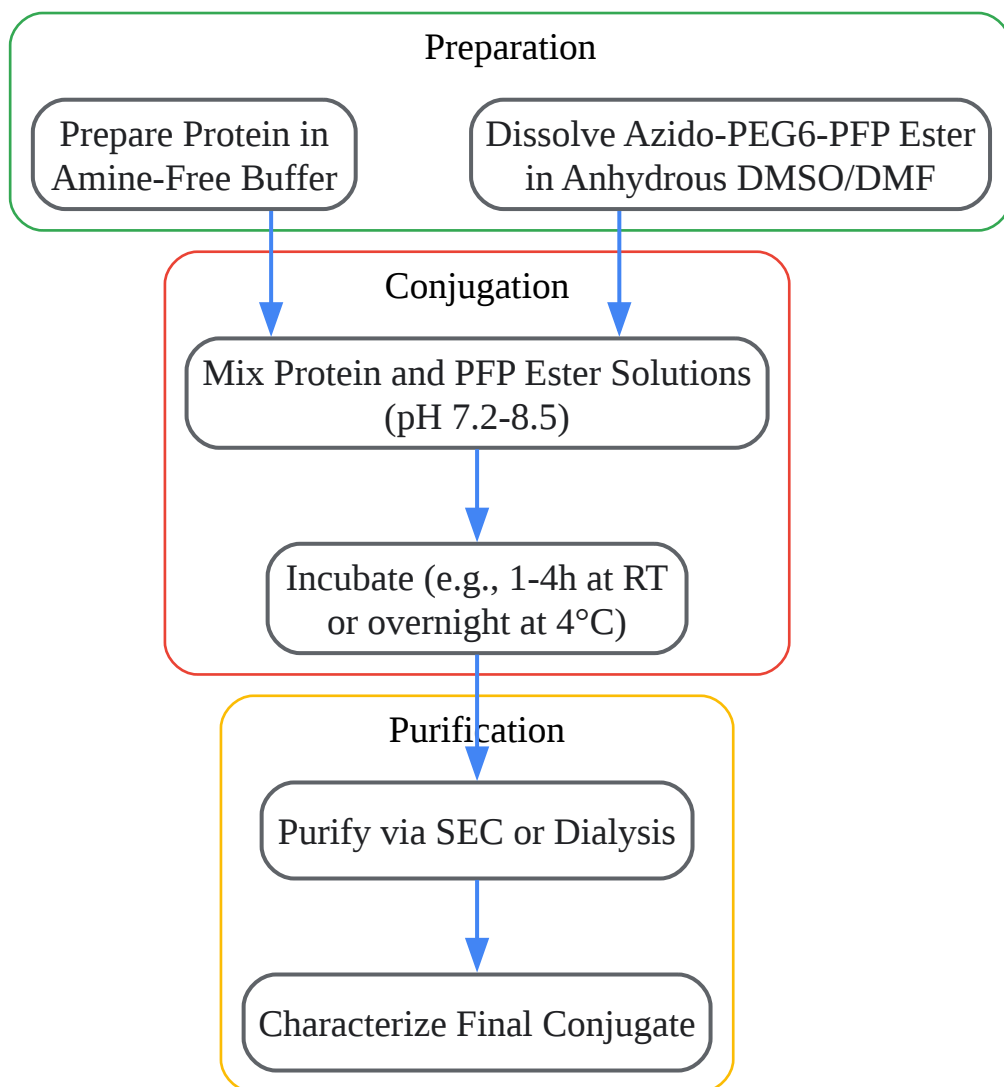 Preparation
Prepare Protein in
Amine-Free Buffer
Dissolve Azido-PEG6-PFP Ester
in Anhydrous DMSO/DMF
Conjugation
Mix Protein and PFP Ester Solutions
(pH 7.2-8.5)
Incubate (e.g., 1-4h at RT
or overnight at 4°C)
Purification
Purify via SEC or Dialysis
Characterize Final Conjugate